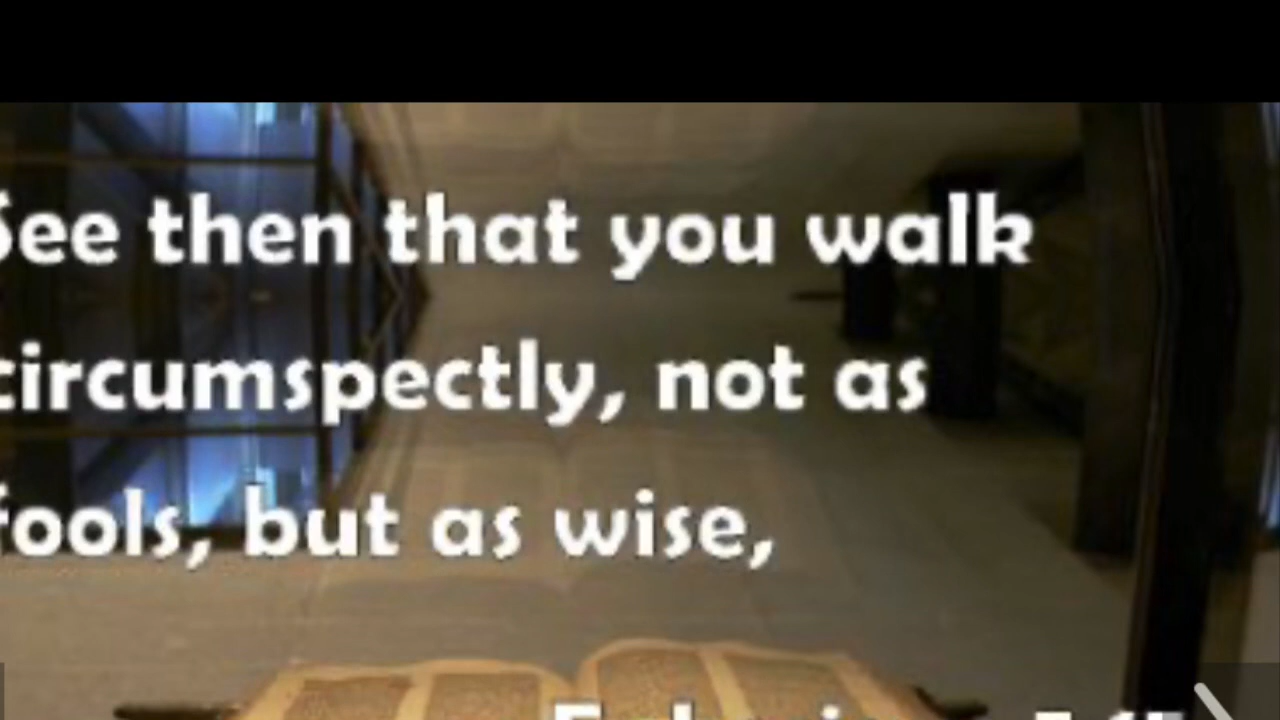 See then that you walk
circumspectly, not as
fools, but as wise,